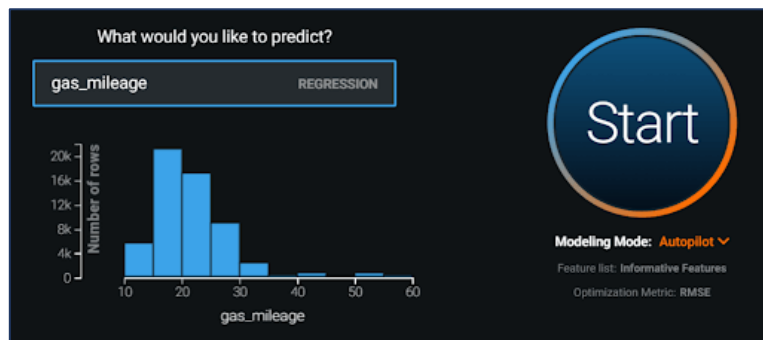 What would you like to predict?
gas_mileage REGRESSION
Start
20k
16k
12k
8k
4k
0
Number of rows
10 20 30 40 50 60
gas_mileage
Modeling Mode: Autopilot
Feature list: Informative Features
Optimization Metric: RMSE